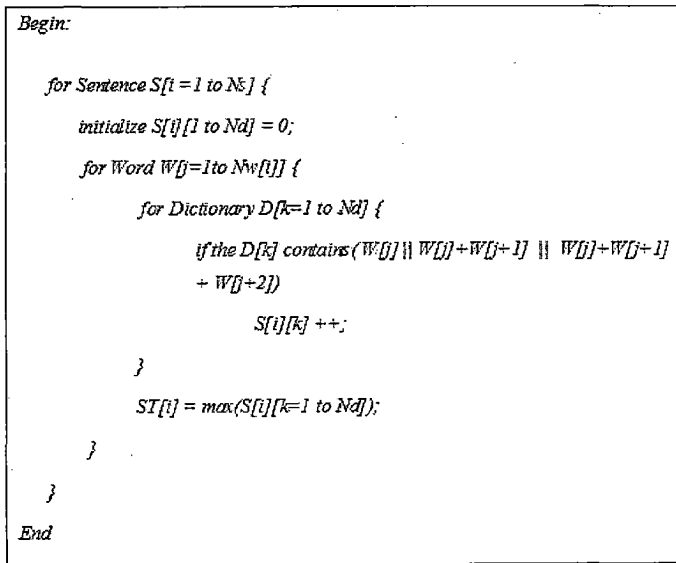 Begin:
for Sentence S[i =1 to Ns] {
initialize S[i][1 to Nd] = 0;
for Word W[j=1to Nw[i]] {
for Dictionary D[k=1 to Nd] {
if the D[k] contains (W[j] || W[j]+W[j+1] || W[j]+W[j+1]
+ W[j+2])
S[i][k] ++;
}
ST[i] = max(S[i][k=1 to Nd]);
}
}
End